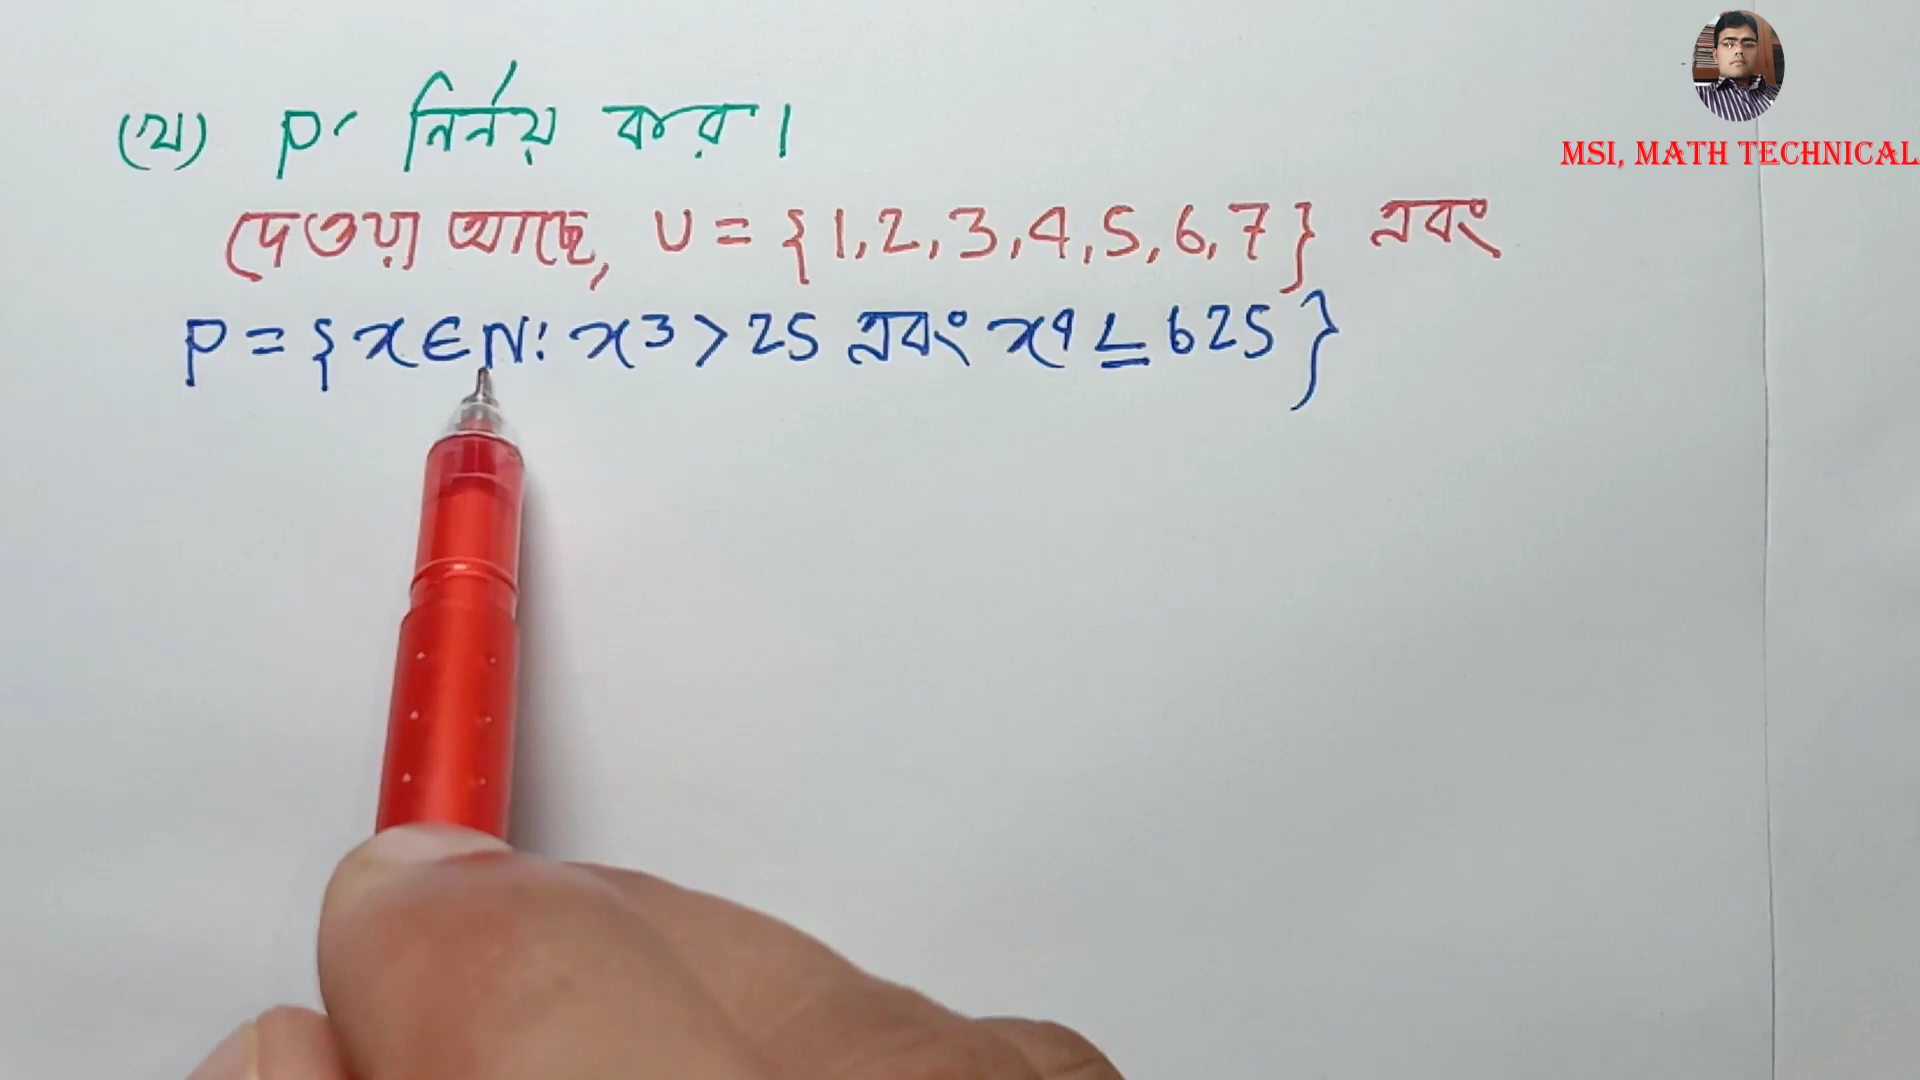 (খ) P′ নির্নয় কর।
MSI, MATH TECHNICAL
দেওয়া আছে, U = {1,2,3,4,5,6,7} এবং
P = {x∈N: x³ > 25 এবং x⁴ ≤ 625}